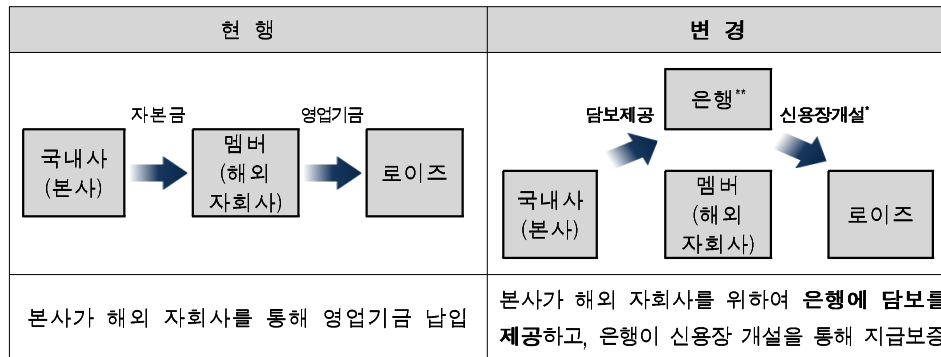 현 행
변 경
자본금
영업기금
국내사
(본사)
멤버
(해외
자회사)
로이즈
은행**
담보제공
신용장개설*
국내사
(본사)
멤버
(해외
자회사)
로이즈
본사가 해외 자회사를 통해 영업기금 납입
본사가 해외 자회사를 위하여 은행에 담보를
제공하고, 은행이 신용장 개설을 통해 지급보증